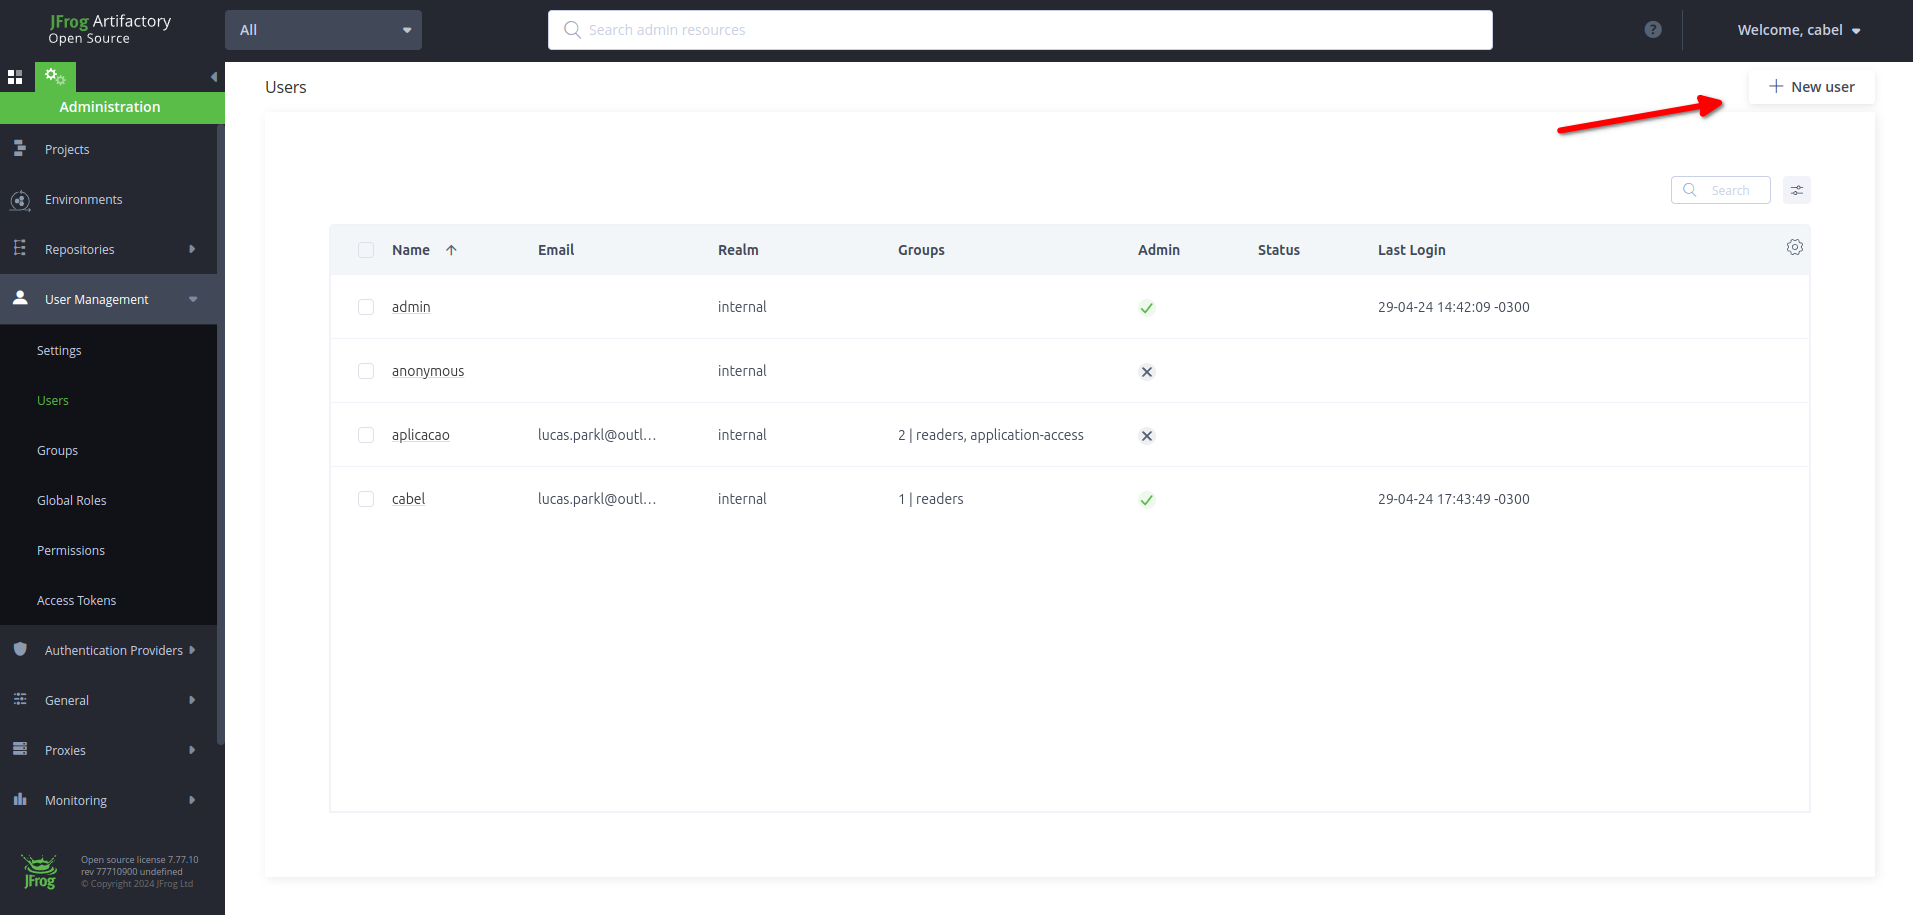 JFrog Artifactory
Open Source
All
Search admin resources
?
Welcome, cabel
Administration
Projects
Environments
Repositories
User Management
Settings
Users
Groups
Global Roles
Permissions
Access Tokens
Authentication Providers
General
Proxies
Monitoring
JFrog
Open source license 7.77.10
rev 77710900 undefined
© Copyright 2024 JFrog Ltd
Users
New user
Search
Name Email Realm Groups Admin Status Last Login
admin internal 29-04-24 14:42:09 -0300
anonymous internal
aplicacao lucas.parkl@outl... internal 2 | readers, application-access
cabel lucas.parkl@outl... internal 1 | readers 29-04-24 17:43:49 -0300